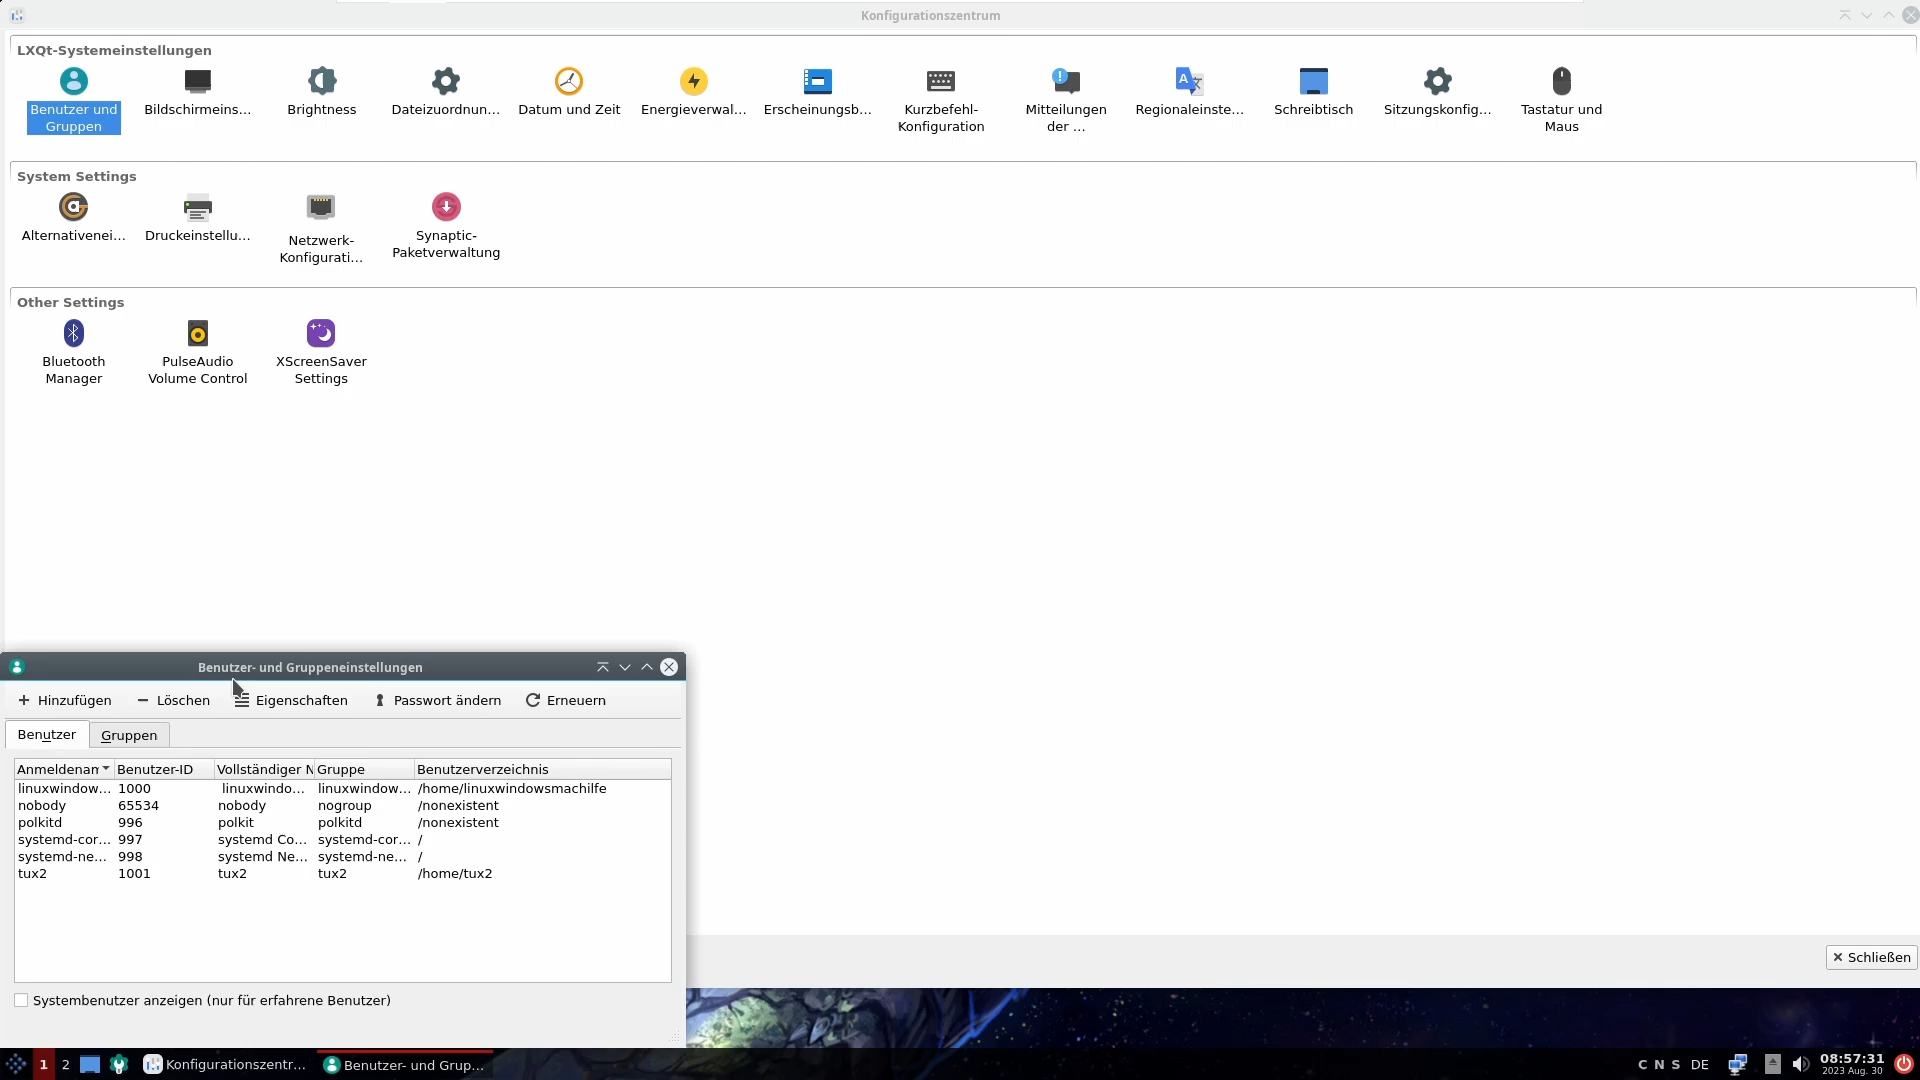 Konfigurationszentrum
LXQt-Systemeinstellungen
Benutzer und
Gruppen
Bildschirmeins...
Brightness
Dateizuordnun...
Datum und Zeit
Energieverwal...
Erscheinungsb...
Kurzbefehl-
Konfiguration
Mitteilungen
der ...
Regionaleinste...
Schreibtisch
Sitzungskonfig...
Tastatur und
Maus
System Settings
Alternativenei...
Druckeinstellu...
Netzwerk-
Konfigurati...
Synaptic-
Paketverwaltung
Other Settings
Bluetooth
Manager
PulseAudio
Volume Control
XScreenSaver
Settings
Benutzer- und Gruppeneinstellungen
Hinzufügen Löschen Eigenschaften Passwort ändern Erneuern
Benutzer Gruppen
Anmeldenam Benutzer-ID Vollständiger N Gruppe Benutzerverzeichnis
linuxwindow... 1000 linuxwindo... linuxwindow... /home/linuxwindowsmachilfe
nobody 65534 nobody nogroup /nonexistent
polkitd 996 polkit polkitd /nonexistent
systemd-cor... 997 systemd Co... systemd-cor... /
systemd-ne... 998 systemd Ne... systemd-ne... /
tux2 1001 tux2 tux2 /home/tux2
Systembenutzer anzeigen (nur für erfahrene Benutzer)
Schließen
1 2 Konfigurationszentr... Benutzer- und Grup...
C N S DE 08:57:31
2023 Aug. 30